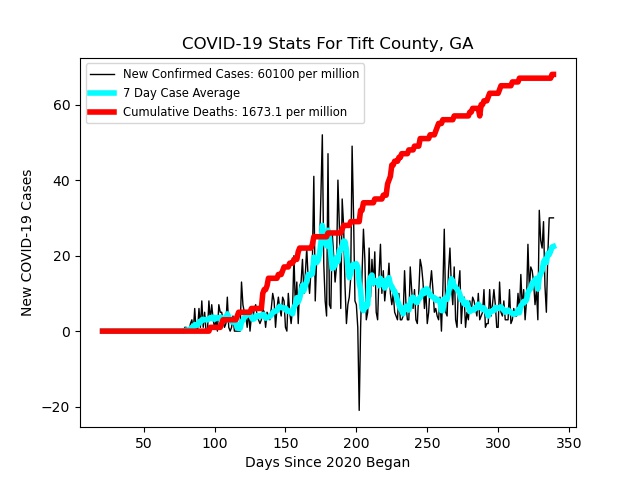 COVID-19 Stats For Tift County, GA
New Confirmed Cases: 60100 per million
7 Day Case Average
Cumulative Deaths: 1673.1 per million
New COVID-19 Cases
60
40
20
0
−20
50 100 150 200 250 300 350
Days Since 2020 Began